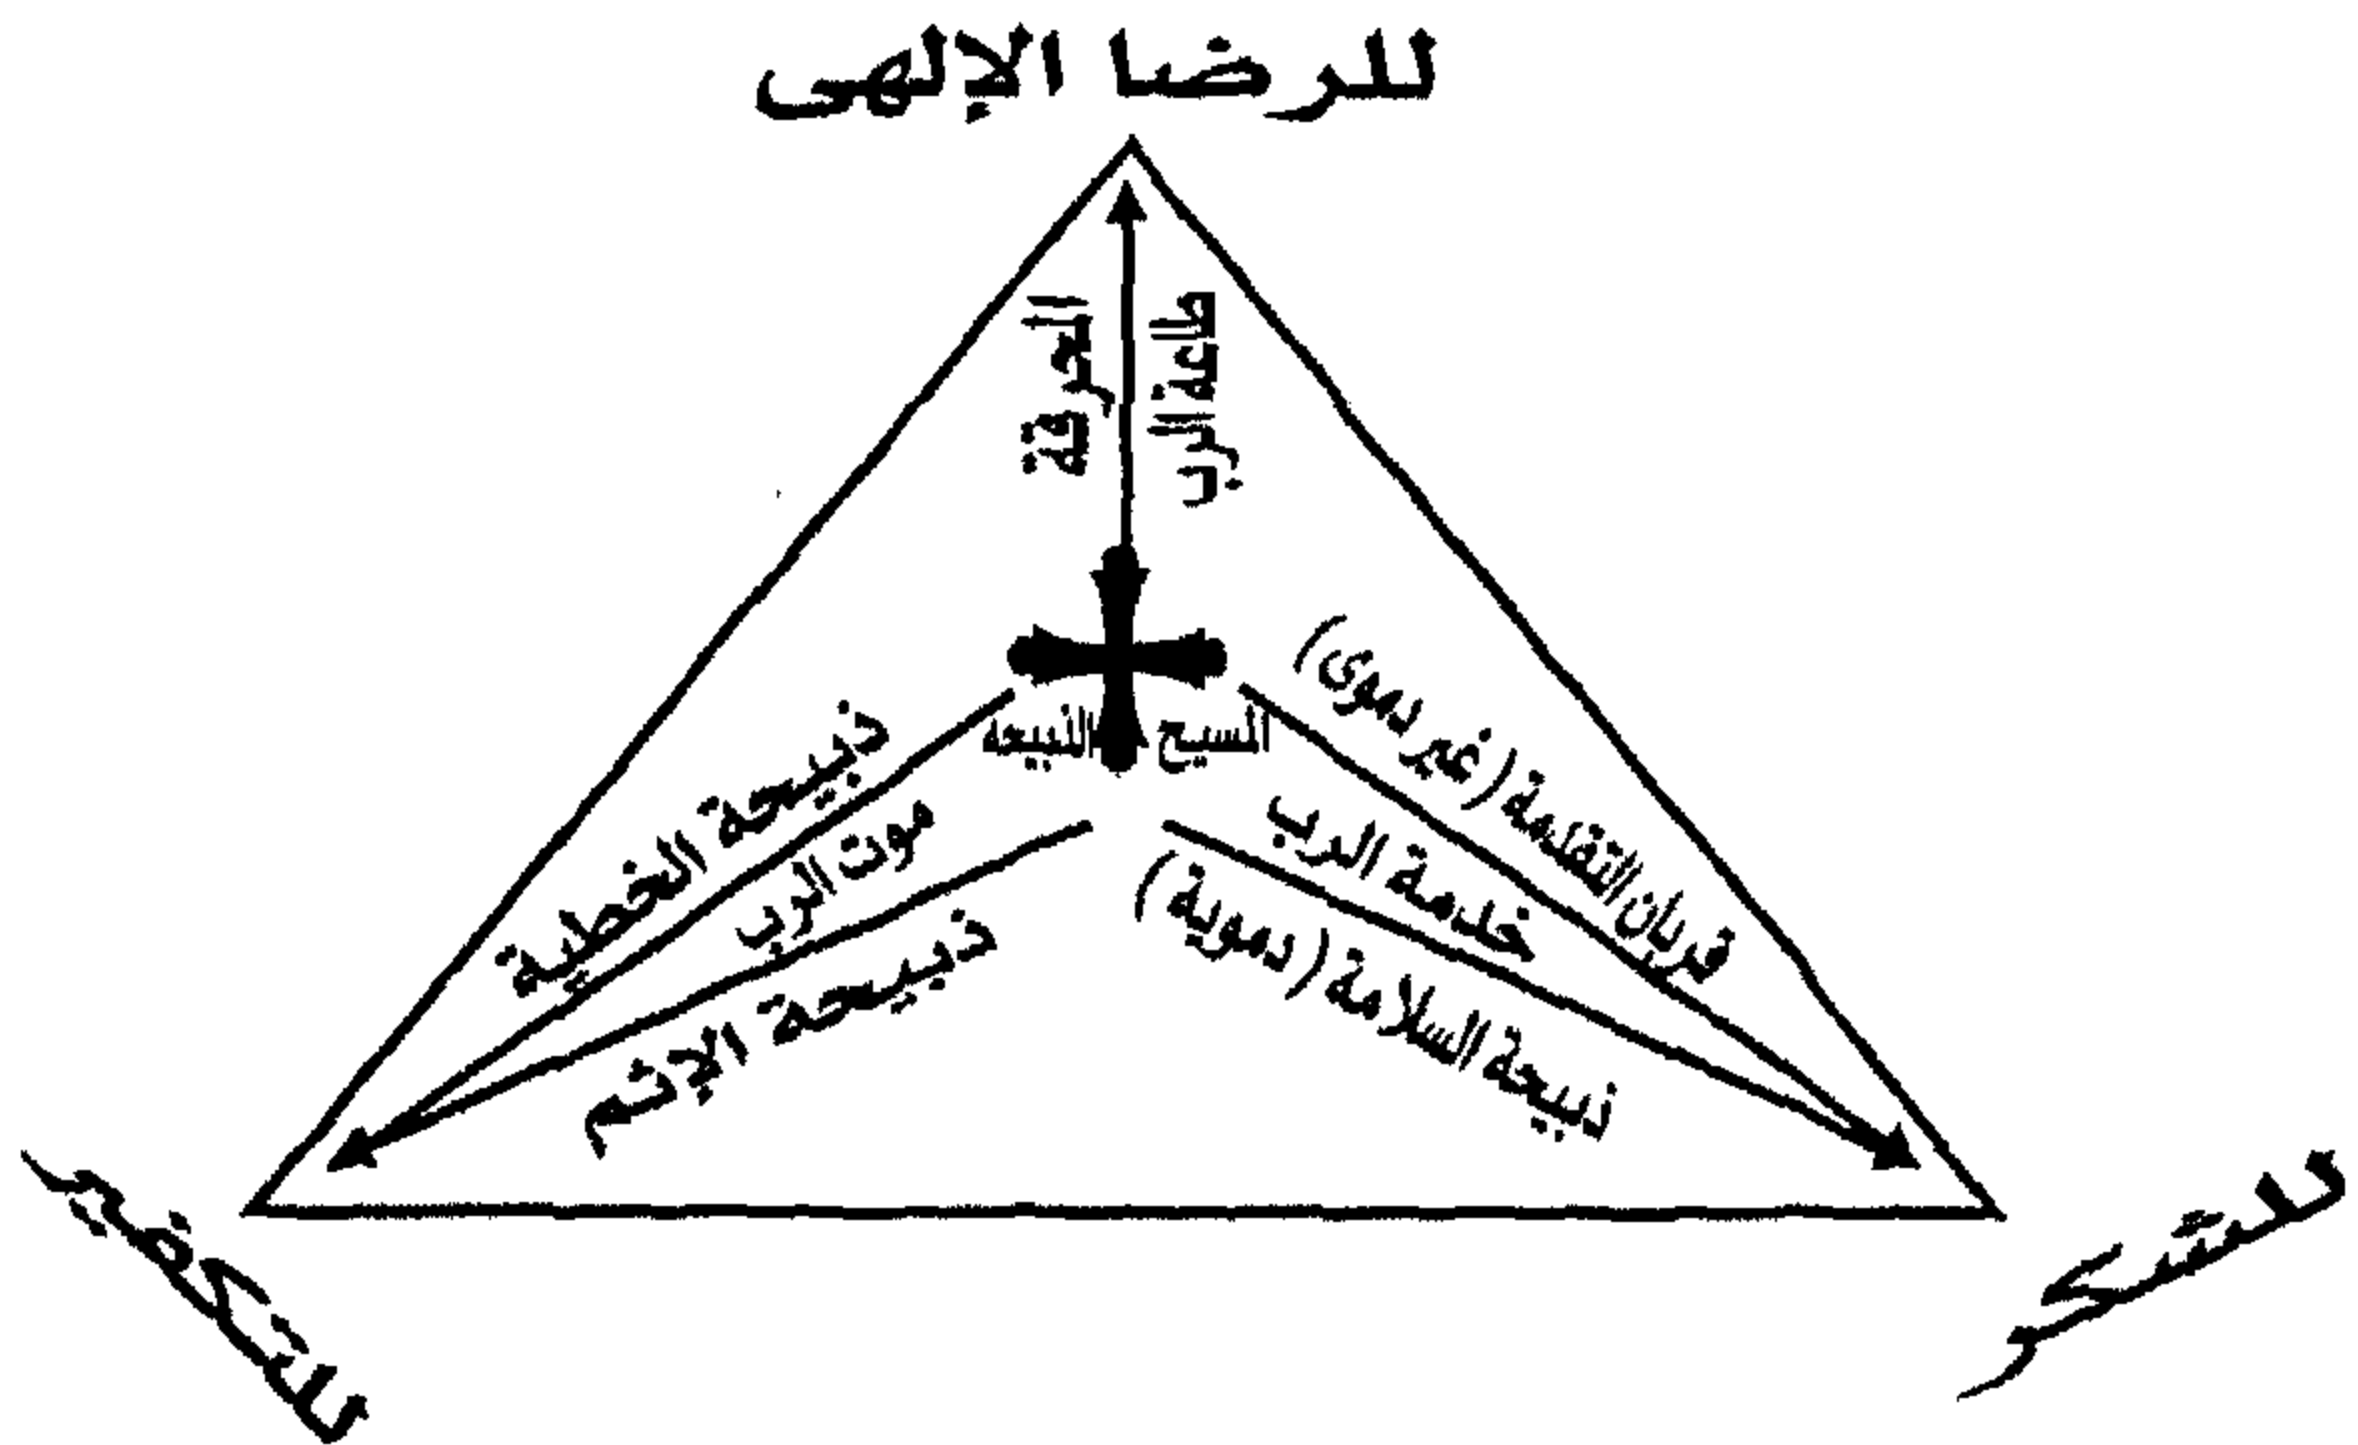 للرضا الإلهى
المحرقة
طاعة الرب
المسيح الذبيحة
ذبيحة الخطية
موت الرب
ذبيحة الإثم
قربان التقدمة (غير دموى)
خدمة الرب
ذبيحة السلامة (دموية)
للتكفير
للشكر